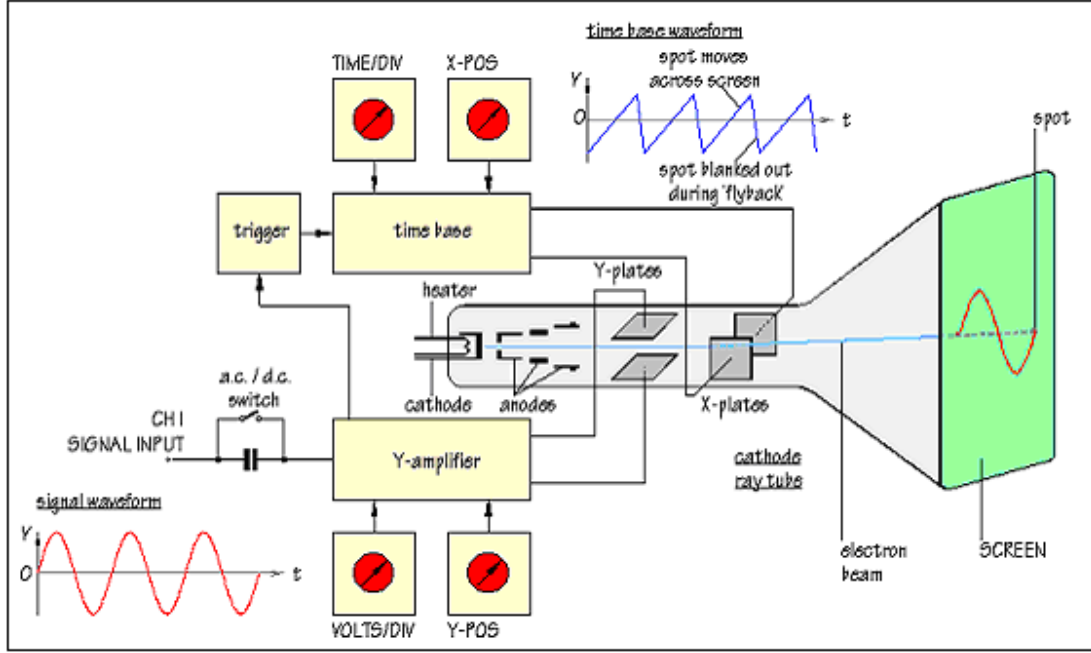 time base waveform
TIME/DIV
X-POS
spot moves
across screen
Y
O
t
spot
spot blanked out
during 'flyback'
trigger
time base
Y-plates
heater
cathode
anodes
X-plates
a.c. / d.c.
switch
CH I
SIGNAL INPUT
Y-amplifier
cathode
ray tube
signal waveform
Y
O
t
electron
beam
SCREEN
VOLTS/DIV
Y-POS